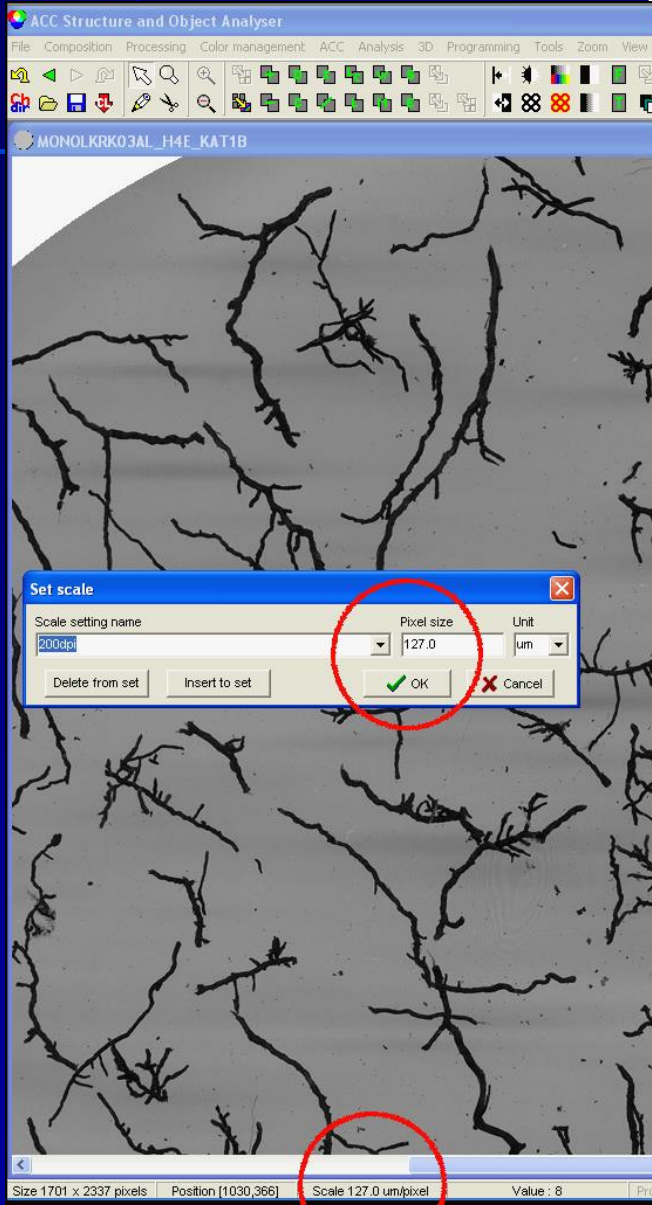 ACC Structure and Object Analyser
File Composition Processing Color management ACC Analysis 3D Programming Tools Zoom View
MONOLKRK03AL_H4E_KAT1B
Set scale
Scale setting name Pixel size Unit
200dpi 127.0 um
Delete from set Insert to set OK Cancel
Size 1701 x 2337 pixels Position [1030,366] Scale 127.0 um/pixel Value : 8